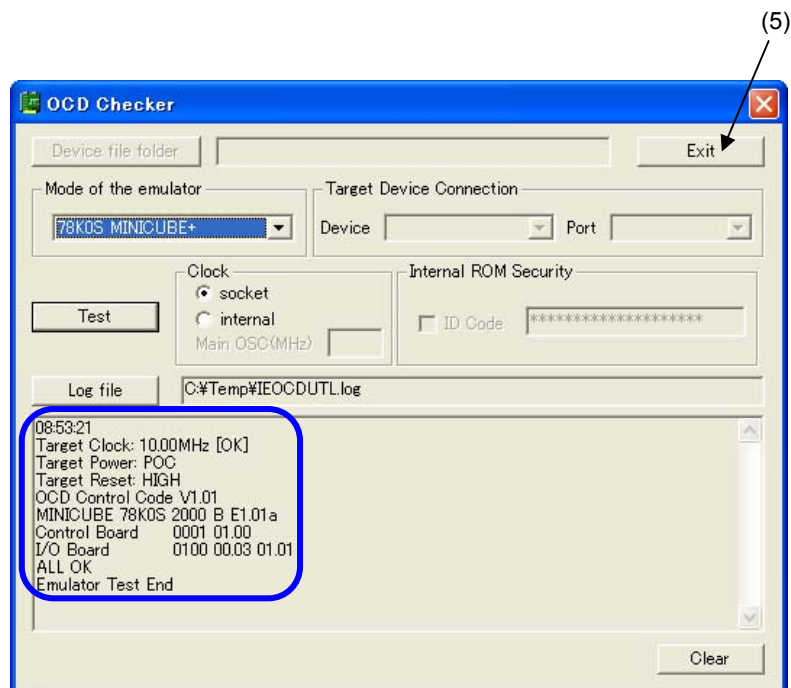 (5)
OCD Checker
Device file folder
Exit
Mode of the emulator
Target Device Connection
78K0S MINICUBE+
Device
Port
Clock
Internal ROM Security
socket
Test
internal
ID Code
********************
Main OSC(MHz)
Log file
C:¥Temp¥IEOCDUTL.log
08:53:21
Target Clock: 10.00MHz [OK]
Target Power: POC
Target Reset: HIGH
OCD Control Code V1.01
MINICUBE 78K0S 2000 B E1.01a
Control Board 0001 01.00
I/O Board 0100 00.03 01.01
ALL OK
Emulator Test End
Clear